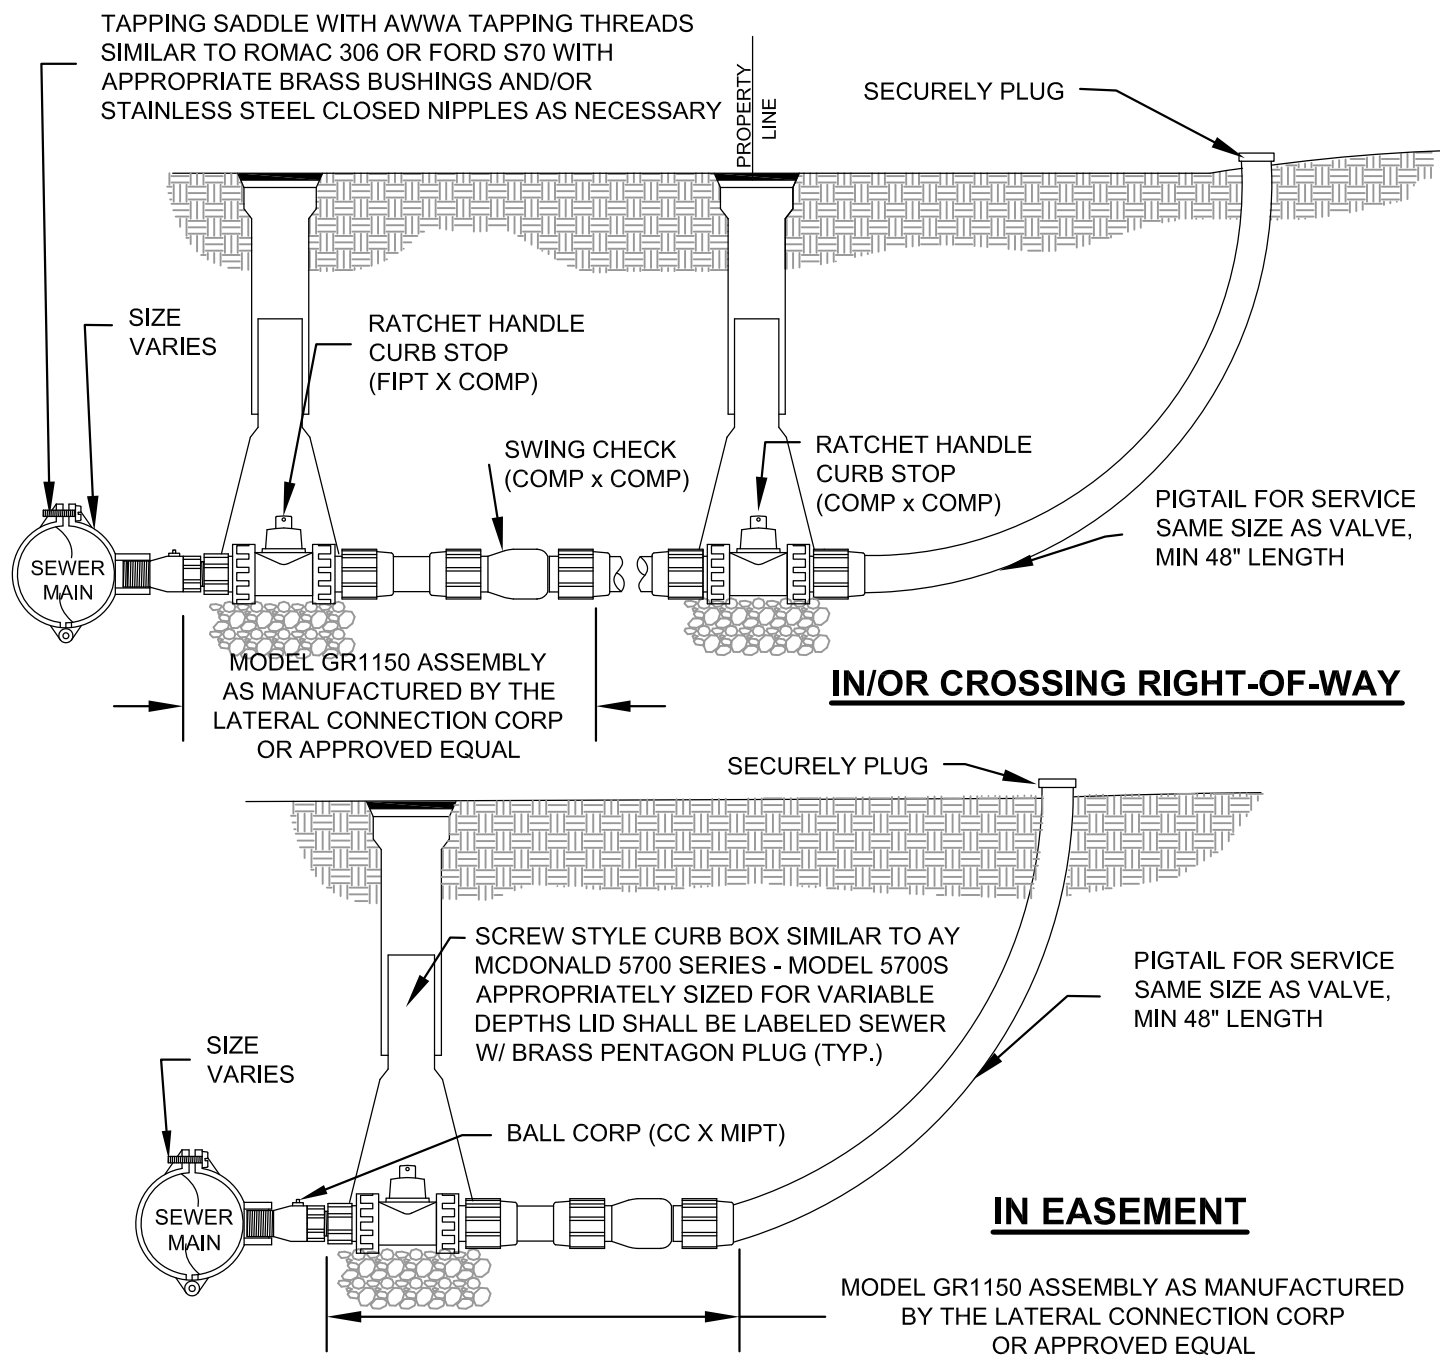 TAPPING SADDLE WITH AWWA TAPPING THREADS
SIMILAR TO ROMAC 306 OR FORD S70 WITH
APPROPRIATE BRASS BUSHINGS AND/OR
STAINLESS STEEL CLOSED NIPPLES AS NECESSARY
PROPERTY
LINE
SECURELY PLUG
SIZE
VARIES
RATCHET HANDLE
CURB STOP
(FIPT X COMP)
SWING CHECK
(COMP x COMP)
RATCHET HANDLE
CURB STOP
(COMP x COMP)
PIGTAIL FOR SERVICE
SAME SIZE AS VALVE,
MIN 48" LENGTH
SEWER
MAIN
MODEL GR1150 ASSEMBLY
AS MANUFACTURED BY THE
LATERAL CONNECTION CORP
OR APPROVED EQUAL
IN/OR CROSSING RIGHT-OF-WAY
SECURELY PLUG
SCREW STYLE CURB BOX SIMILAR TO AY
MCDONALD 5700 SERIES - MODEL 5700S
APPROPRIATELY SIZED FOR VARIABLE
DEPTHS LID SHALL BE LABELED SEWER
W/ BRASS PENTAGON PLUG (TYP.)
PIGTAIL FOR SERVICE
SAME SIZE AS VALVE,
MIN 48" LENGTH
SIZE
VARIES
BALL CORP (CC X MIPT)
SEWER
MAIN
IN EASEMENT
MODEL GR1150 ASSEMBLY AS MANUFACTURED
BY THE LATERAL CONNECTION CORP
OR APPROVED EQUAL